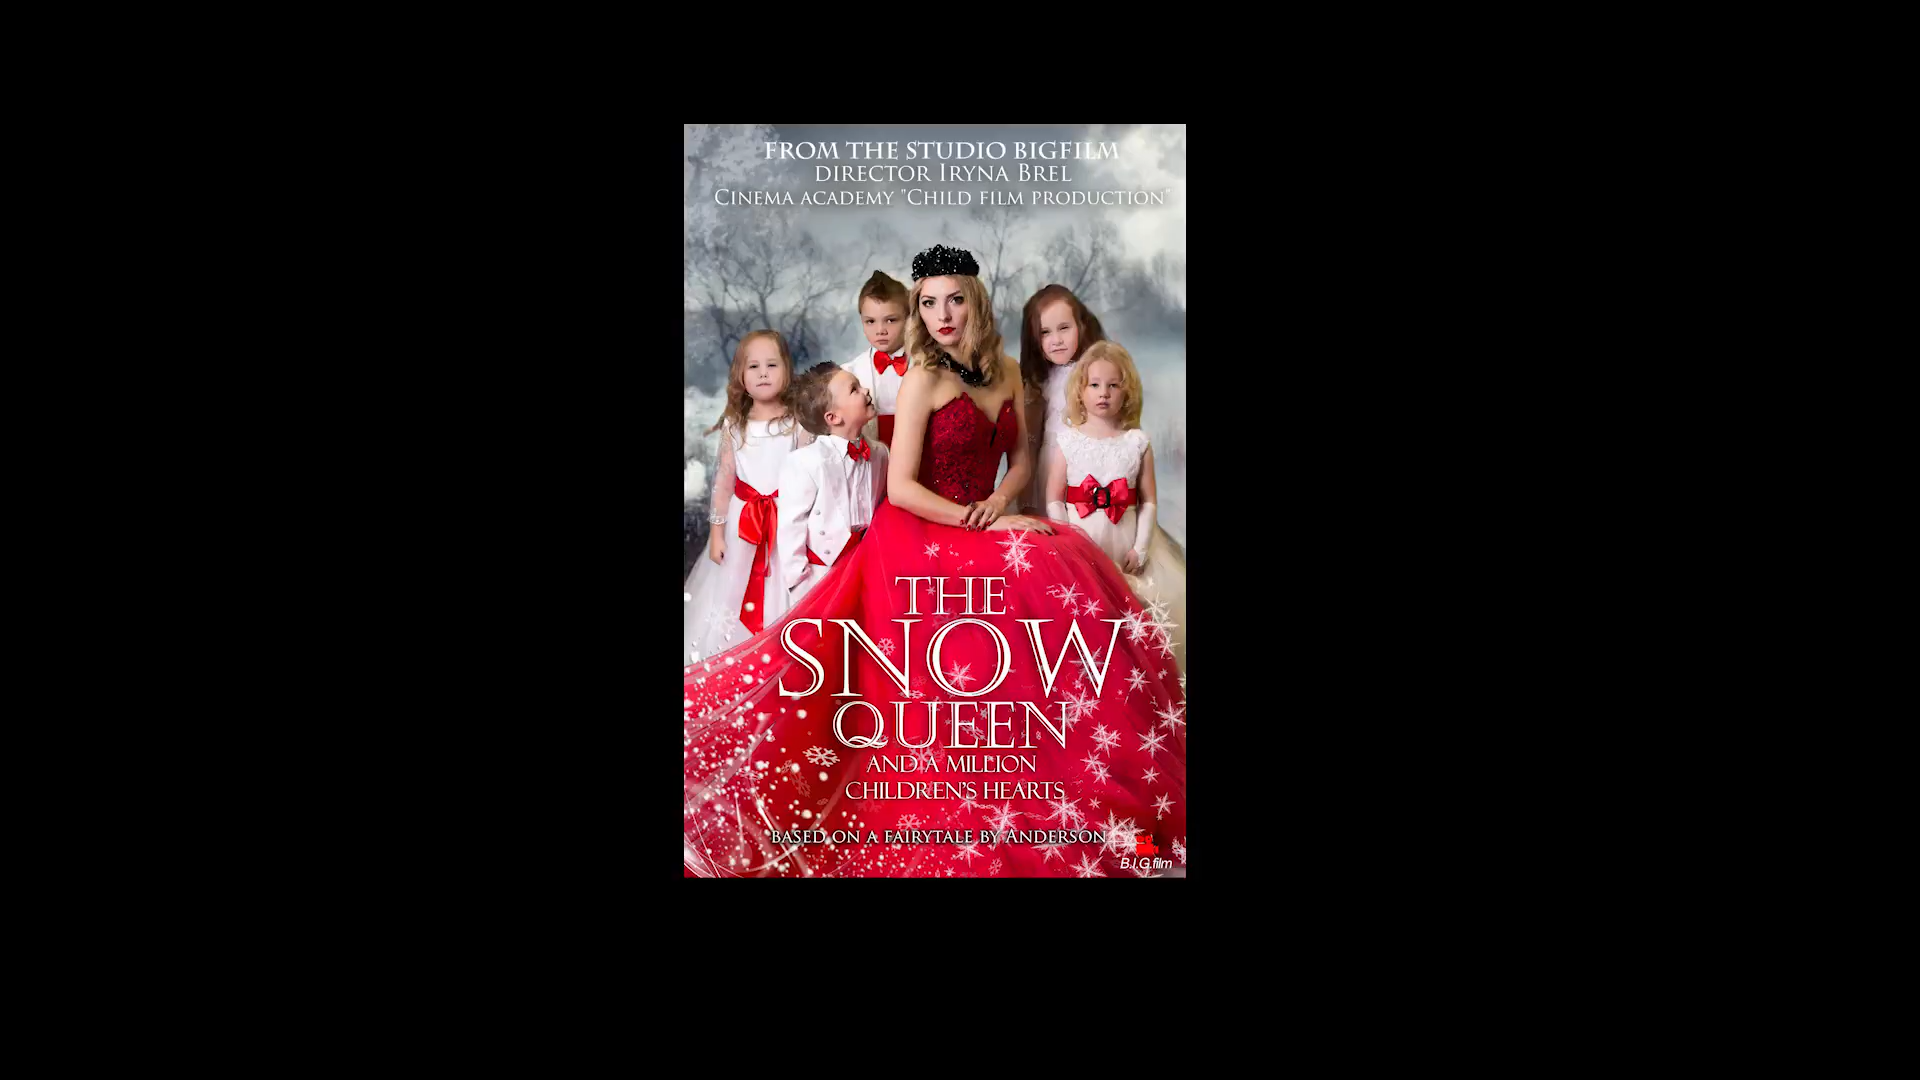 FROM THE STUDIO BIGFILM
DIRECTOR IRYNA BREL
CINEMA ACADEMY "CHILD FILM PRODUCTION"
THE
SNOW
QUEEN
AND A MILLION
CHILDREN'S HEARTS
BASED ON A FAIRYTALE BY ANDERSON
B.I.G.film